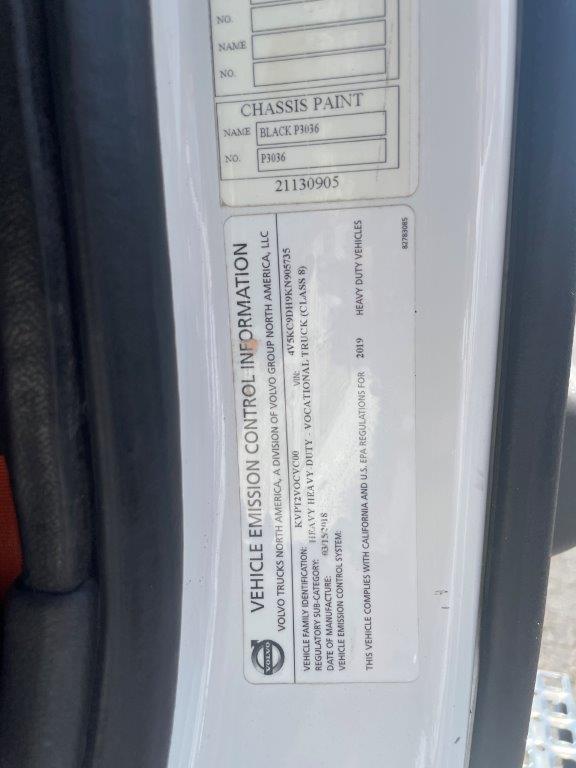 NO.
NAME
NO.
CHASSIS PAINT
NAME BLACK P3036
NO. P3036
21130905
VEHICLE EMISSION CONTROL INFORMATION
VOLVO TRUCKS NORTH AMERICA, A DIVISION OF VOLVO GROUP NORTH AMERICA, LLC
VEHICLE FAMILY IDENTIFICATION: KVPT2VOCVC00 VIN: 4V5KC9DH9KN905735
REGULATORY SUB-CATEGORY: HEAVY HEAVY-DUTY - VOCATIONAL TRUCK (CLASS 8)
DATE OF MANUFACTURE: 03/15/2018
VEHICLE EMISSION CONTROL SYSTEM:
THIS VEHICLE COMPLIES WITH CALIFORNIA AND U.S. EPA REGULATIONS FOR 2019 HEAVY DUTY VEHICLES
82783085
VOLVO